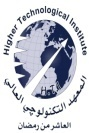 Higher Technological Institute
المعهد التكنولوجي العالي
العاشر من رمضان